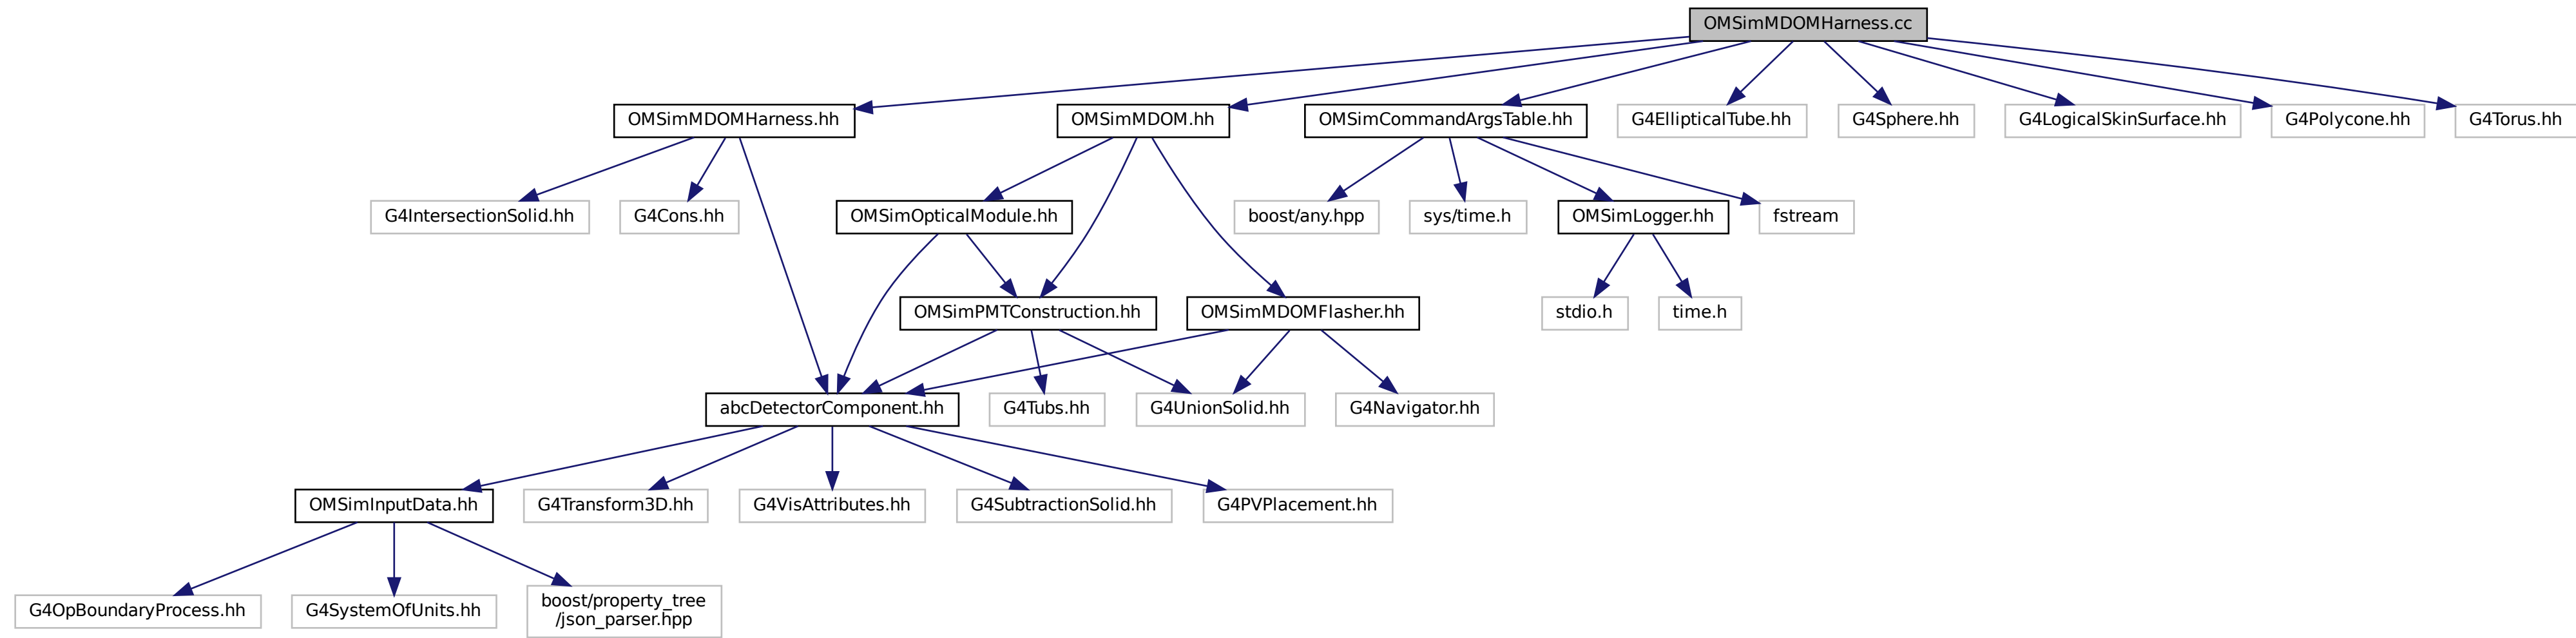 OMSimMDOMHarness.cc
OMSimMDOMHarness.hh
OMSimMDOM.hh
OMSimCommandArgsTable.hh
G4EllipticalTube.hh
G4Sphere.hh
G4LogicalSkinSurface.hh
G4Polycone.hh
G4Torus.hh
G4IntersectionSolid.hh
G4Cons.hh
OMSimOpticalModule.hh
boost/any.hpp
sys/time.h
OMSimLogger.hh
fstream
OMSimPMTConstruction.hh
OMSimMDOMFlasher.hh
stdio.h
time.h
abcDetectorComponent.hh
G4Tubs.hh
G4UnionSolid.hh
G4Navigator.hh
OMSimInputData.hh
G4Transform3D.hh
G4VisAttributes.hh
G4SubtractionSolid.hh
G4PVPlacement.hh
G4OpBoundaryProcess.hh
G4SystemOfUnits.hh
boost/property_tree
/json_parser.hpp